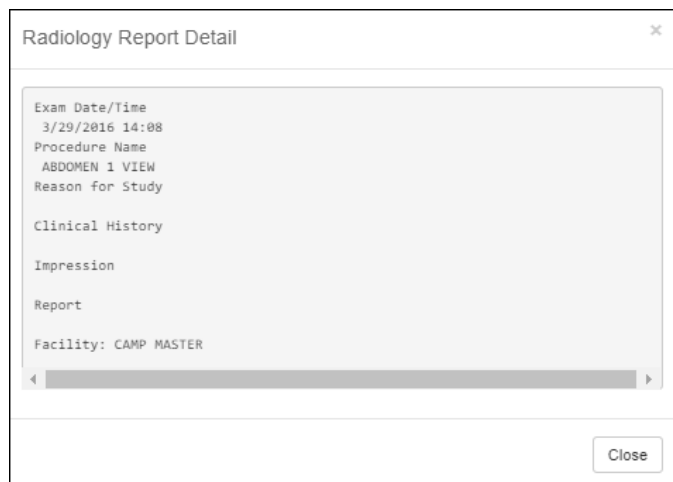 Radiology Report Detail
×
Exam Date/Time
3/29/2016 14:08
Procedure Name
ABDOMEN 1 VIEW
Reason for Study
Clinical History
Impression
Report
Facility: CAMP MASTER
Close